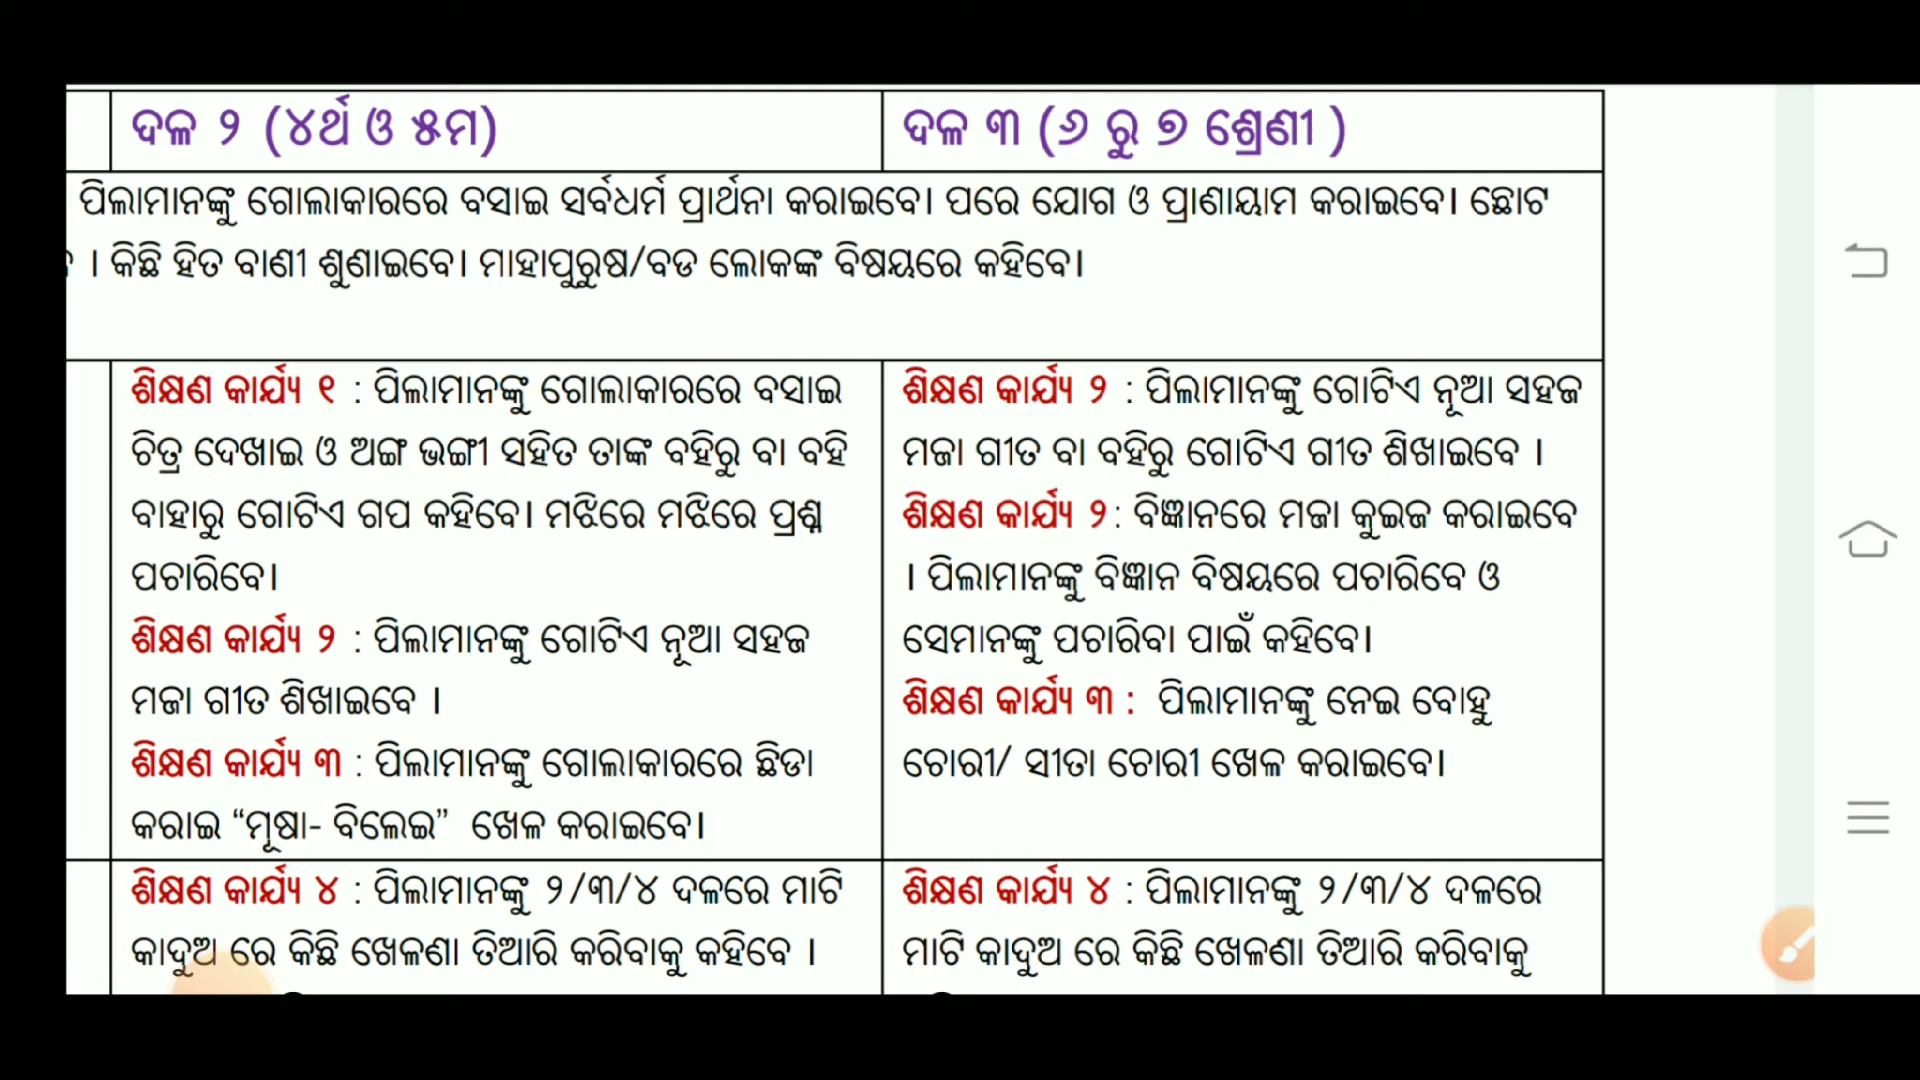 ଦଳ ୨ (୪ର୍ଥ ଓ ୫ମ)
ଦଳ ୩ (୬ ରୁ ୭ ଶ୍ରେଣୀ )
ପିଲାମାନଙ୍କୁ ଗୋଲାକାରରେ ବସାଇ ସର୍ବଧର୍ମ ପ୍ରାର୍ଥନା କରାଇବେ। ପରେ ଯୋଗ ଓ ପ୍ରାଣାୟାମ କରାଇବେ। ଛୋଟ
। କିଛି ହିତ ବାଣୀ ଶୁଣାଇବେ। ମାହାପୁରୁଷ/ବଡ ଲୋକଙ୍କ ବିଷୟରେ କହିବେ।
ଶିକ୍ଷଣ କାର୍ଯ୍ୟ ୧ : ପିଲାମାନଙ୍କୁ ଗୋଲାକାରରେ ବସାଇ
ଚିତ୍ର ଦେଖାଇ ଓ ଅଙ୍ଗ ଭଙ୍ଗୀ ସହିତ ତାଙ୍କ ବହିରୁ ବା ବହି
ବାହାରୁ ଗୋଟିଏ ଗପ କହିବେ। ମଝିରେ ମଝିରେ ପ୍ରଶ୍ନ
ପଚାରିବେ।
ଶିକ୍ଷଣ କାର୍ଯ୍ୟ ୨ : ପିଲାମାନଙ୍କୁ ଗୋଟିଏ ନୂଆ ସହଜ
ମଜା ଗୀତ ଶିଖାଇବେ ।
ଶିକ୍ଷଣ କାର୍ଯ୍ୟ ୩ : ପିଲାମାନଙ୍କୁ ଗୋଲାକାରରେ ଛିଡା
କରାଇ “ମୂଷା- ବିଲେଇ” ଖେଳ କରାଇବେ।
ଶିକ୍ଷଣ କାର୍ଯ୍ୟ ୨ : ପିଲାମାନଙ୍କୁ ଗୋଟିଏ ନୂଆ ସହଜ
ମଜା ଗୀତ ବା ବହିରୁ ଗୋଟିଏ ଗୀତ ଶିଖାଇବେ ।
ଶିକ୍ଷଣ କାର୍ଯ୍ୟ ୨ : ବିଜ୍ଞାନରେ ମଜା କୁଇଜ କରାଇବେ
। ପିଲାମାନଙ୍କୁ ବିଜ୍ଞାନ ବିଷୟରେ ପଚାରିବେ ଓ
ସେମାନଙ୍କୁ ପଚାରିବା ପାଇଁ କହିବେ।
ଶିକ୍ଷଣ କାର୍ଯ୍ୟ ୩ : ପିଲାମାନଙ୍କୁ ନେଇ ବୋହୁ
ଚୋରୀ/ ସୀତା ଚୋରୀ ଖେଳ କରାଇବେ।
ଶିକ୍ଷଣ କାର୍ଯ୍ୟ ୪ : ପିଲାମାନଙ୍କୁ ୨/୩/୪ ଦଳରେ ମାଟି
କାଦୁଅ ରେ କିଛି ଖେଳଣା ତିଆରି କରିବାକୁ କହିବେ ।
ଶିକ୍ଷଣ କାର୍ଯ୍ୟ ୪ : ପିଲାମାନଙ୍କୁ ୨/୩/୪ ଦଳରେ
ମାଟି କାଦୁଅ ରେ କିଛି ଖେଳଣା ତିଆରି କରିବାକୁ